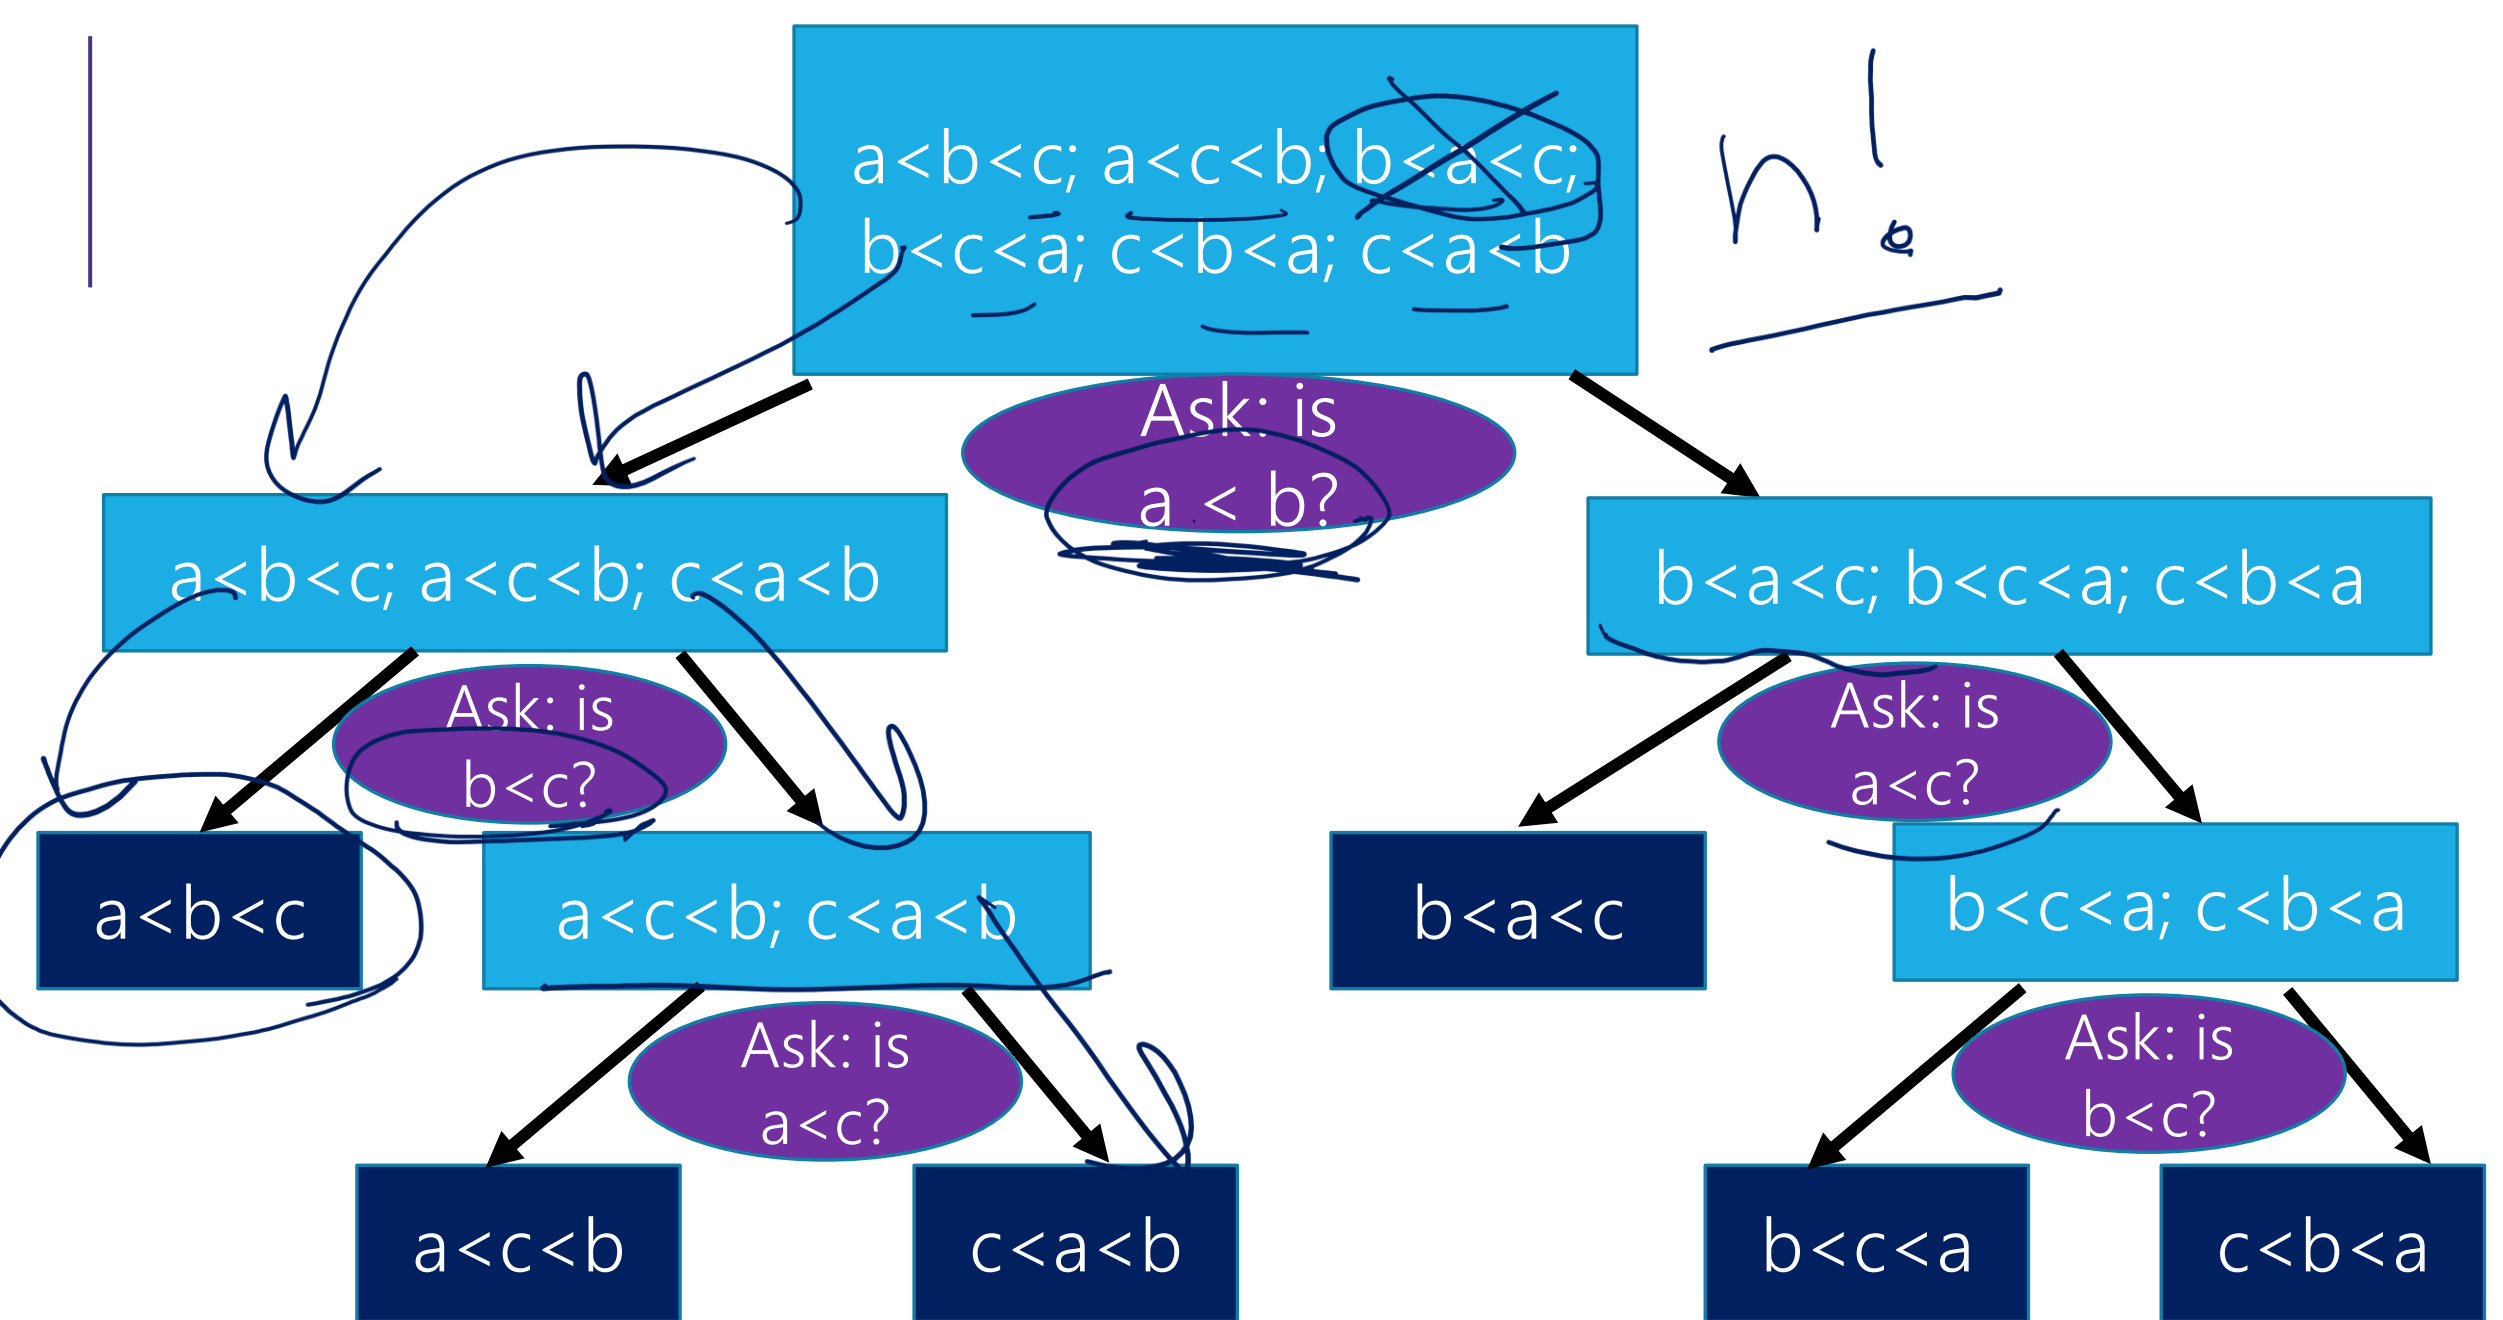 a<b<c; a<c<b; b<a<c;
b<c<a; c<b<a; c<a<b
n!
Ask: is
a < b?
a<b<c; a<c<b; c<a<b
b<a<c; b<c<a; c<b<a
Ask: is
b<c?
Ask: is
a<c?
a<b<c
a<c<b; c<a<b
b<a<c
b<c<a; c<b<a
Ask: is
a<c?
Ask: is
b<c?
a<c<b
c<a<b
b<c<a
c<b<a